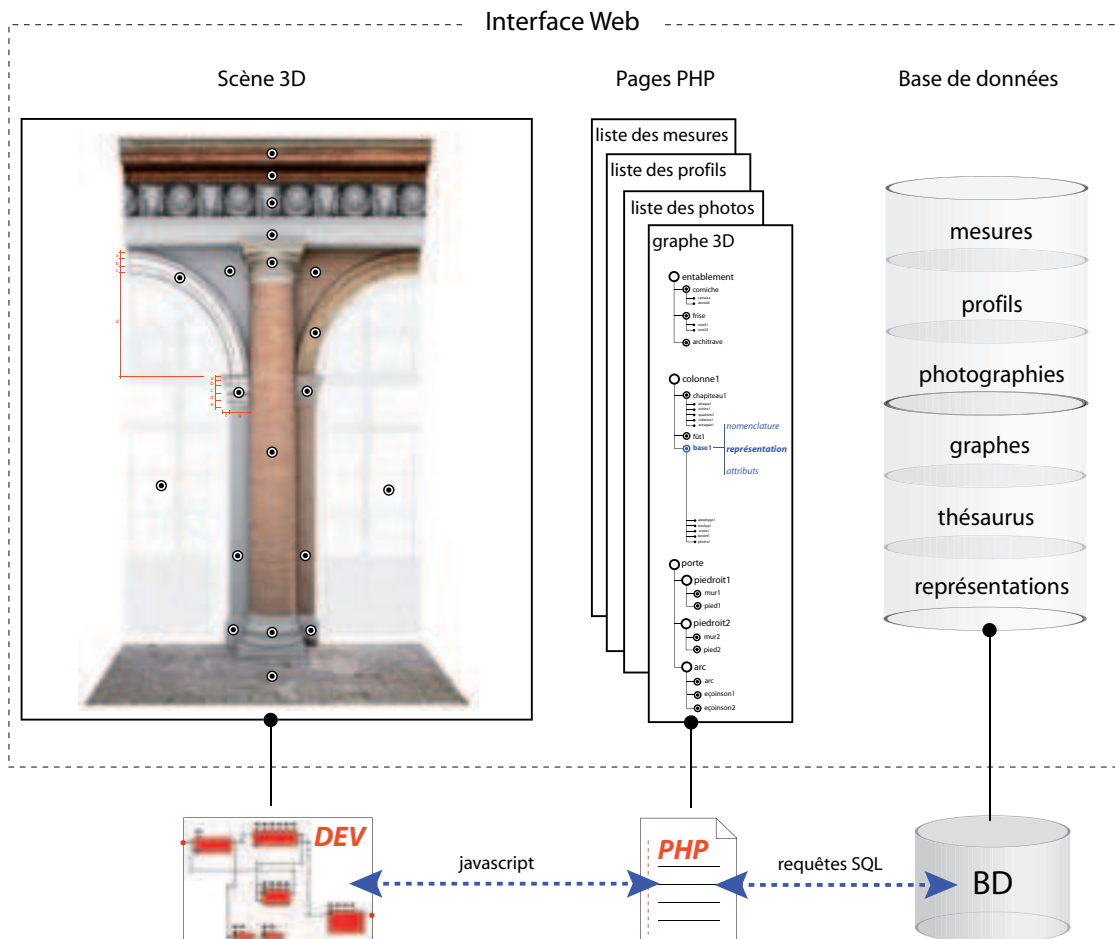 Interface Web
Scène 3D
Pages PHP
Base de données
liste des mesures
liste des profils
liste des photos
graphe 3D
entablement
corniche
frise
architrave
colonne1
chapiteau1
fût1
base1
nomenclature
représentation
attributs
porte
piedroit1
mur1
pied1
piedroit2
mur2
pied2
arc
arc
eçoinson1
eçoinson2
mesures
profils
photographies
graphes
thésaurus
représentations
DEV
javascript
PHP
requêtes SQL
BD